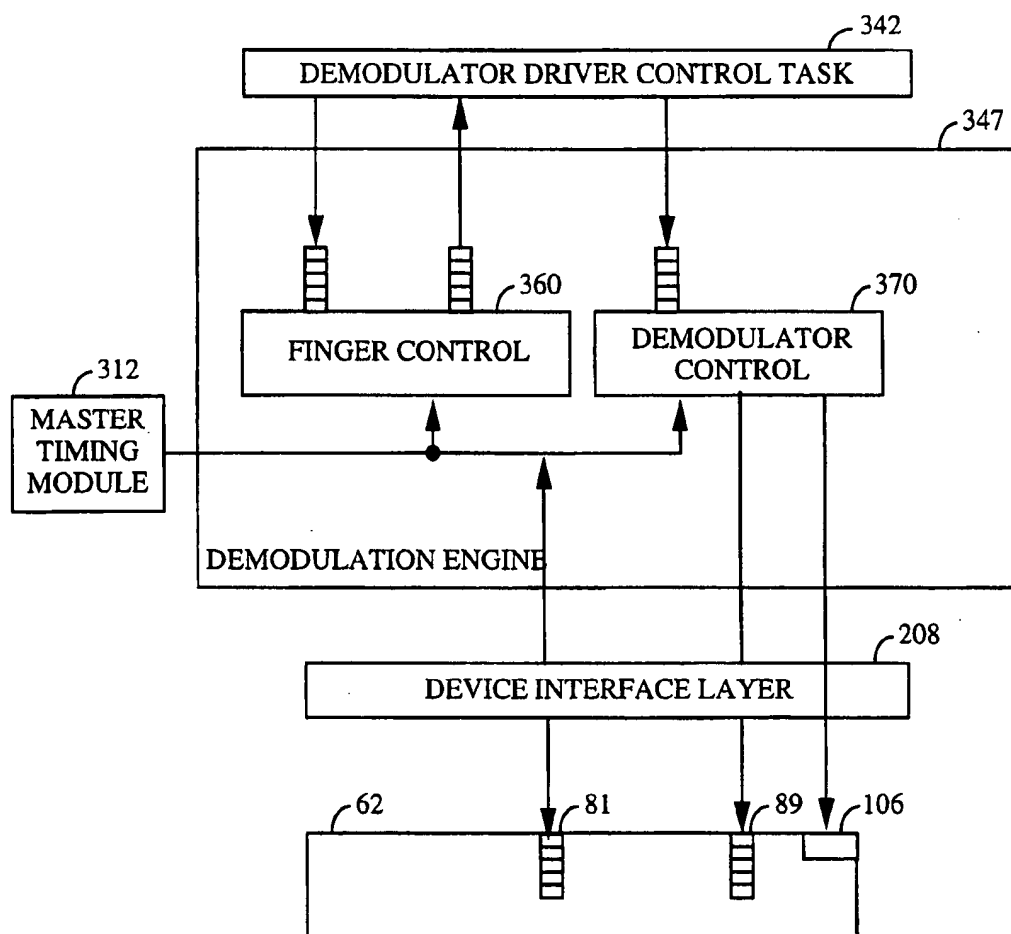 342
DEMODULATOR DRIVER CONTROL TASK
347
360
370
FINGER CONTROL
DEMODULATOR
CONTROL
312
MASTER
TIMING
MODULE
DEMODULATION ENGINE
208
DEVICE INTERFACE LAYER
62
81
89
106